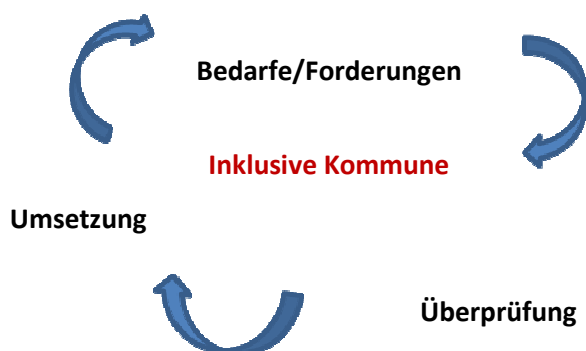 Bedarfe/Forderungen
Inklusive Kommune
Umsetzung
Überprüfung